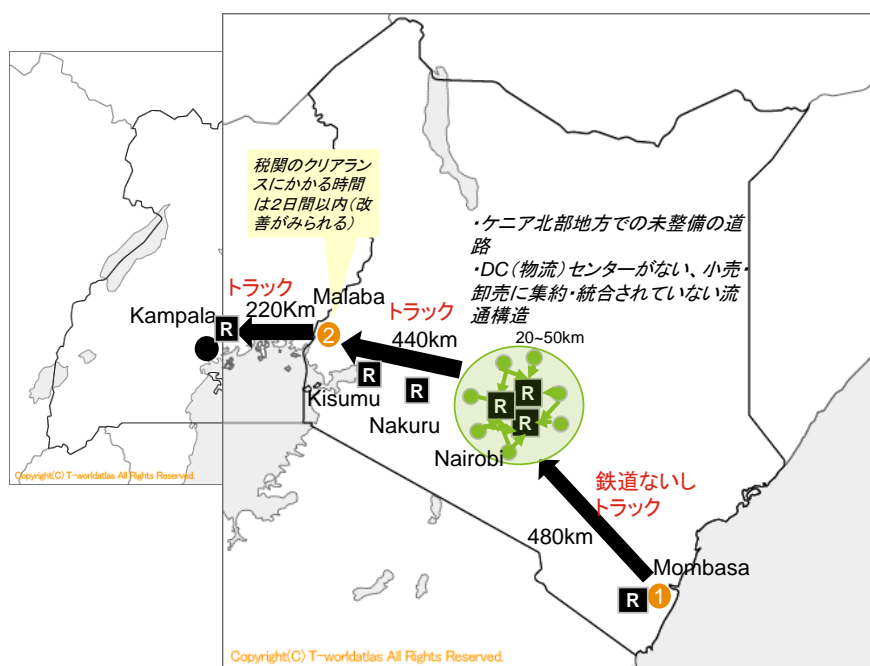 税関のクリアラン
スにかかる時間
は2日間以内(改
善がみられる)
・ケニア北部地方での未整備の道
路
・DC(物流)センターがない、小売・
卸売に集約・統合されていない流
通構造
トラック
Malaba
Kampala
220Km
R
2
トラック
440km
20~50km
R
Kisumu
R
Nakuru
R
R
R
Nairobi
鉄道ないし
トラック
480km
Mombasa
R
1
Copyright(C) T-worldatlas All Rights Reserved.
Copyright(C) T-worldatlas All Rights Reserved.